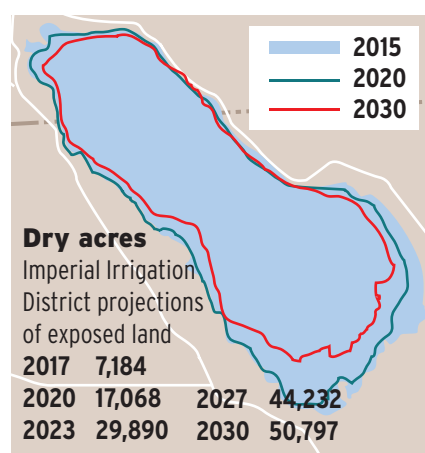 2015
2020
2030
Dry acres
Imperial Irrigation
District projections
of exposed land
2017 7,184
2020 17,068 2027 44,232
2023 29,890 2030 50,797